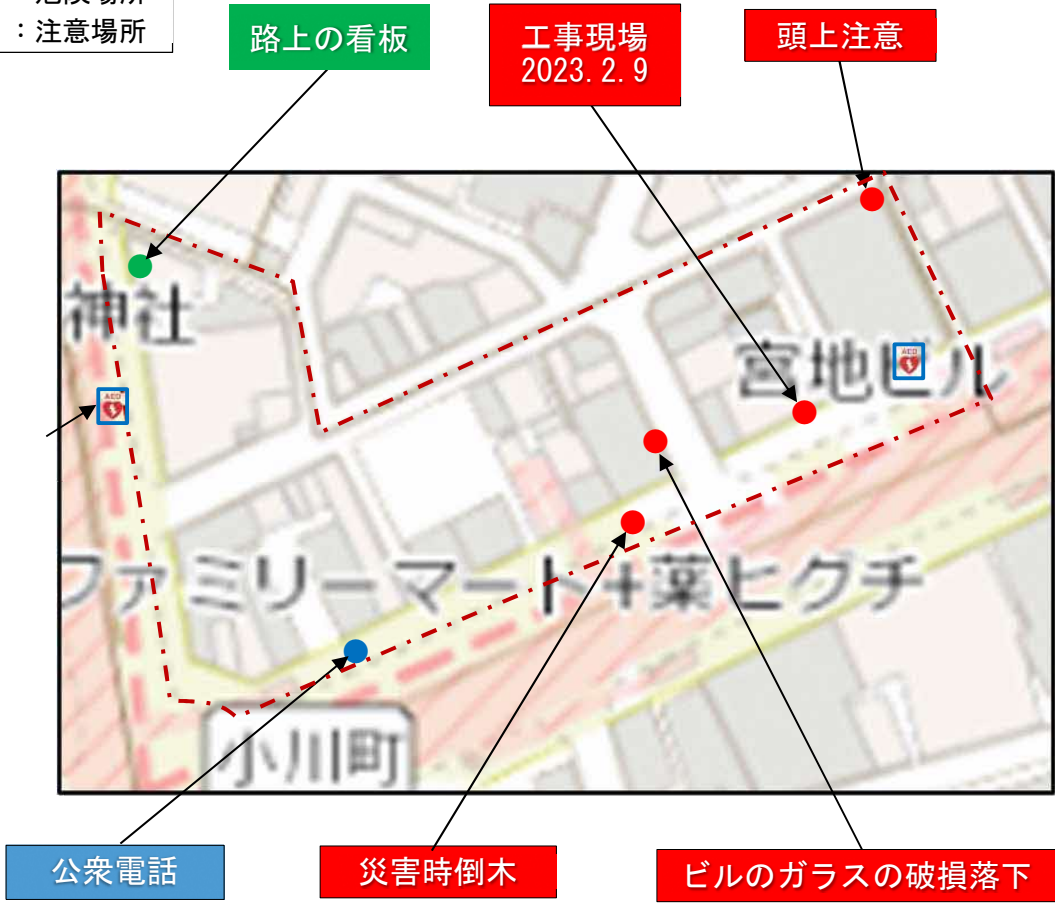 ：注意場所
路上の看板
工事現場
2023.2.9
頭上注意
神社
宮地ビル
AED
AED
ファミリーマート+薬ヒグチ
小川町
公衆電話
災害時倒木
ビルのガラスの破損落下